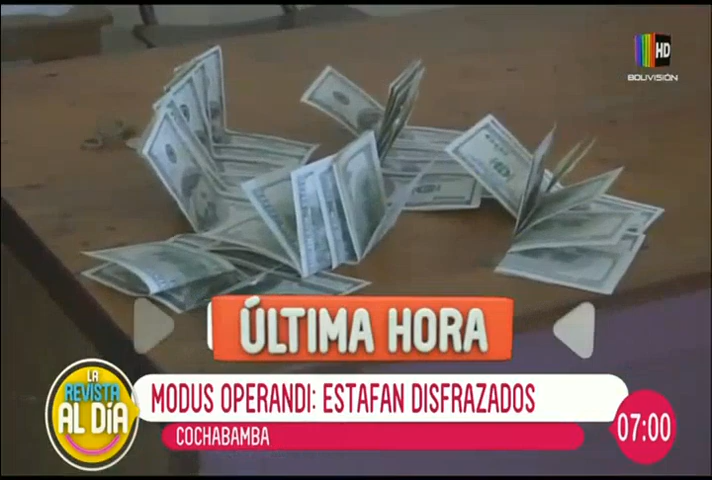 HD
BOLIVISIÓN
ÚLTIMA HORA
LA
REVISTA
AL DÍA
MODUS OPERANDI: ESTAFAN DISFRAZADOS
COCHABAMBA
07:00